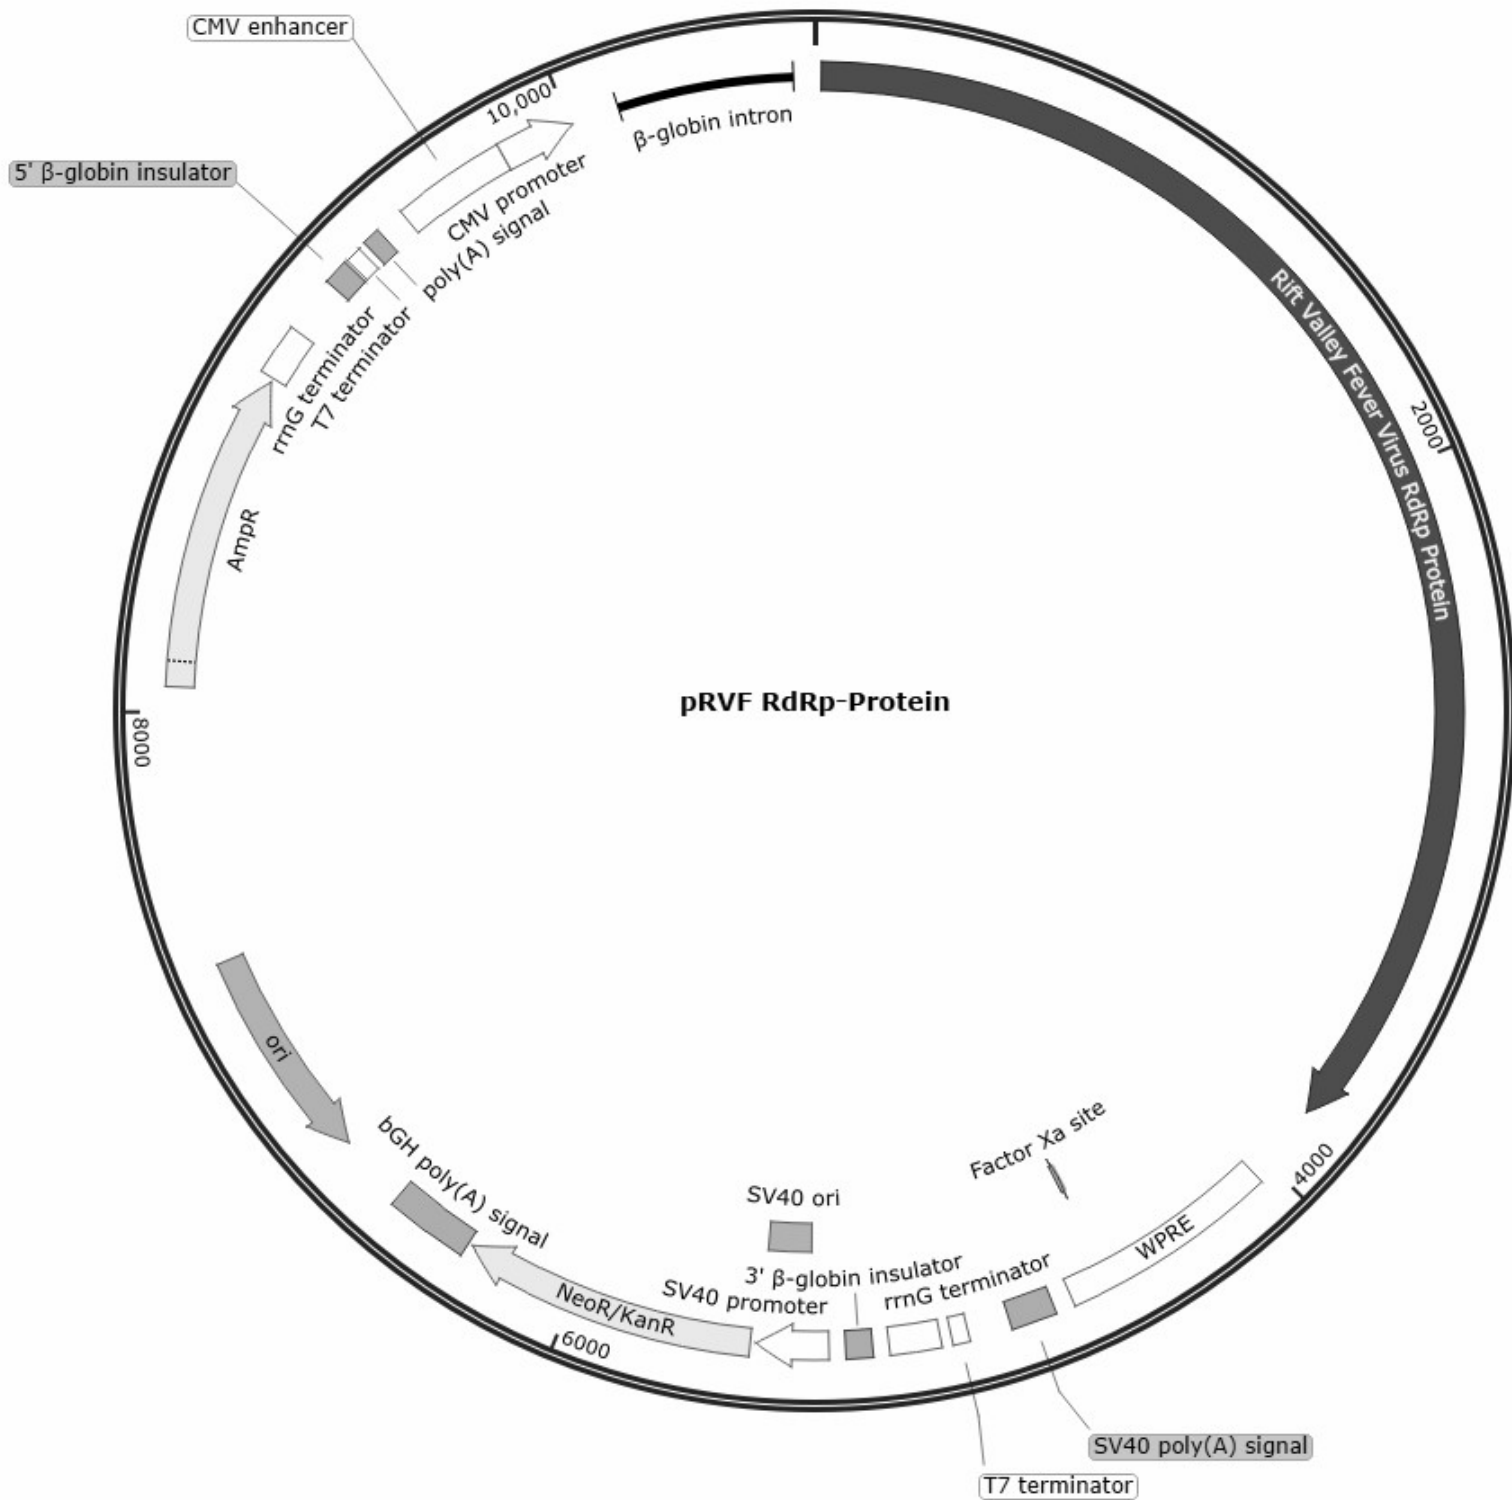 CMV enhancer
10,000
β-globin intron
5' β-globin insulator
CMV promoter
poly(A) signal
rrnG terminator
T7 terminator
AmpR
Rift Valley Fever Virus RdRp Protein
2000
pRVF RdRp-Protein
8000
ori
bGH poly(A) signal
Factor Xa site
4000
SV40 ori
WPRE
3' β-globin insulator
rrnG terminator
SV40 promoter
NeoR/KanR
6000
SV40 poly(A) signal
T7 terminator